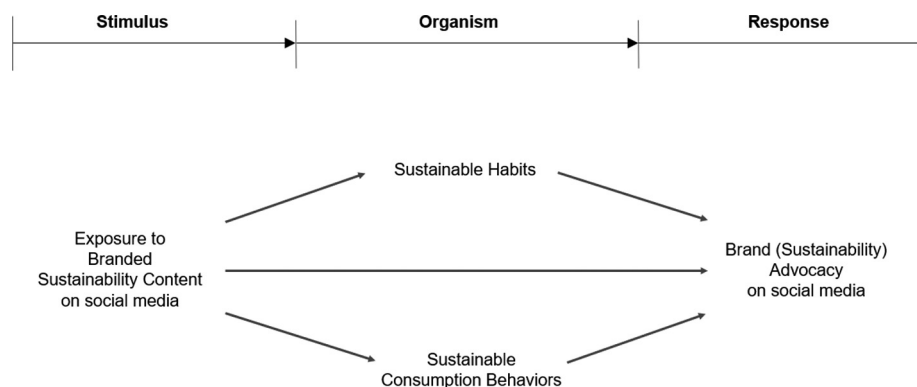 Stimulus
Organism
Response
Sustainable Habits
Exposure to
Branded
Sustainability Content
on social media
Brand (Sustainability)
Advocacy
on social media
Sustainable
Consumption Behaviors